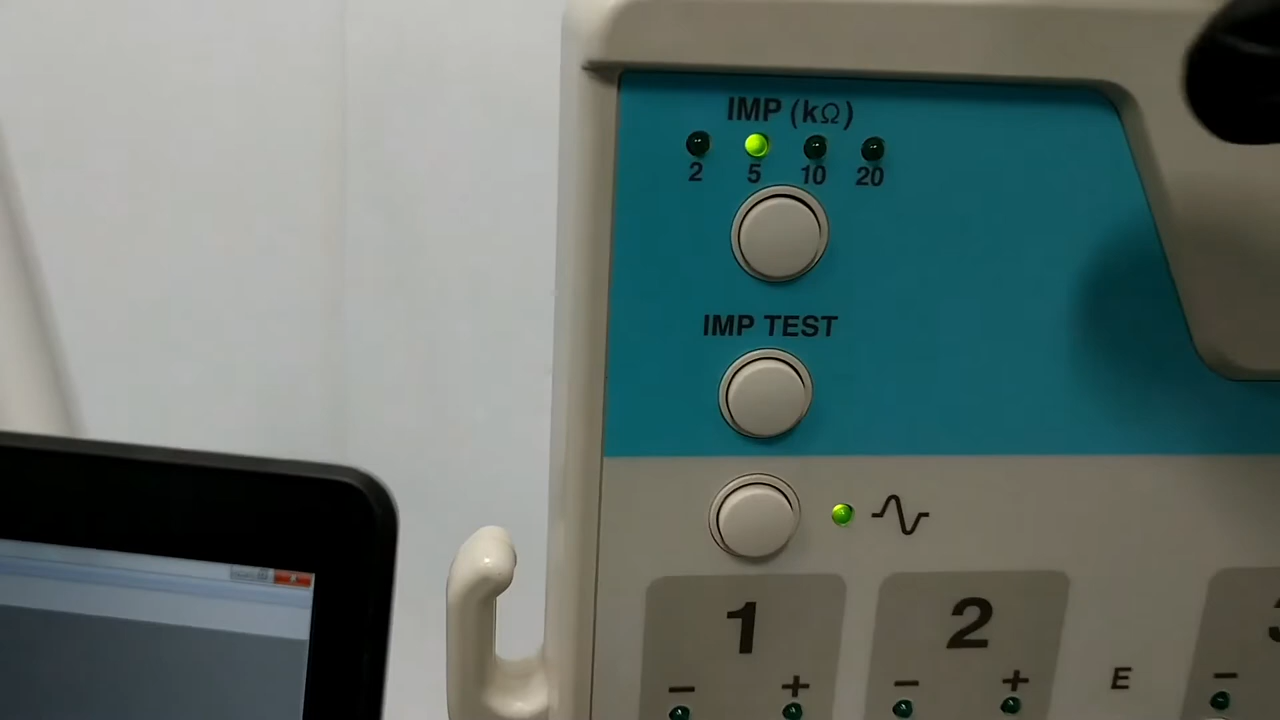 IMP (kΩ)
2 5 10 20
IMP TEST
1 2
E
− + − + −